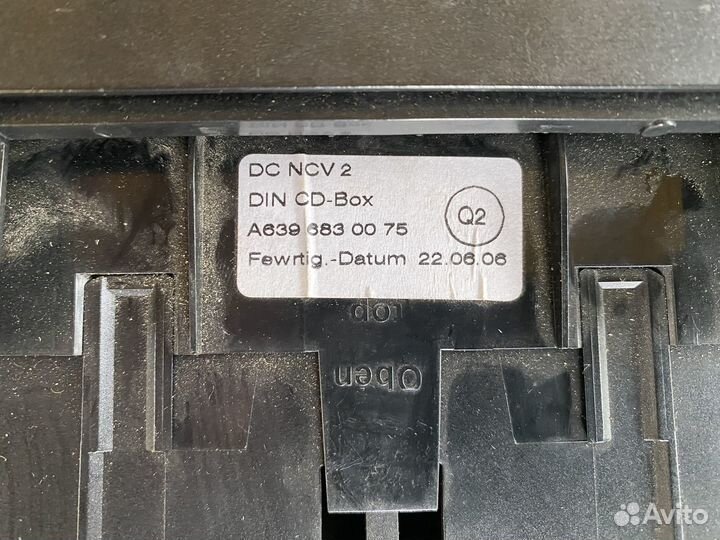 DC NCV 2
DIN CD-Box
A639 683 00 75
Q2
Fewrtig.-Datum 22.06.06
top
Oben
Avito